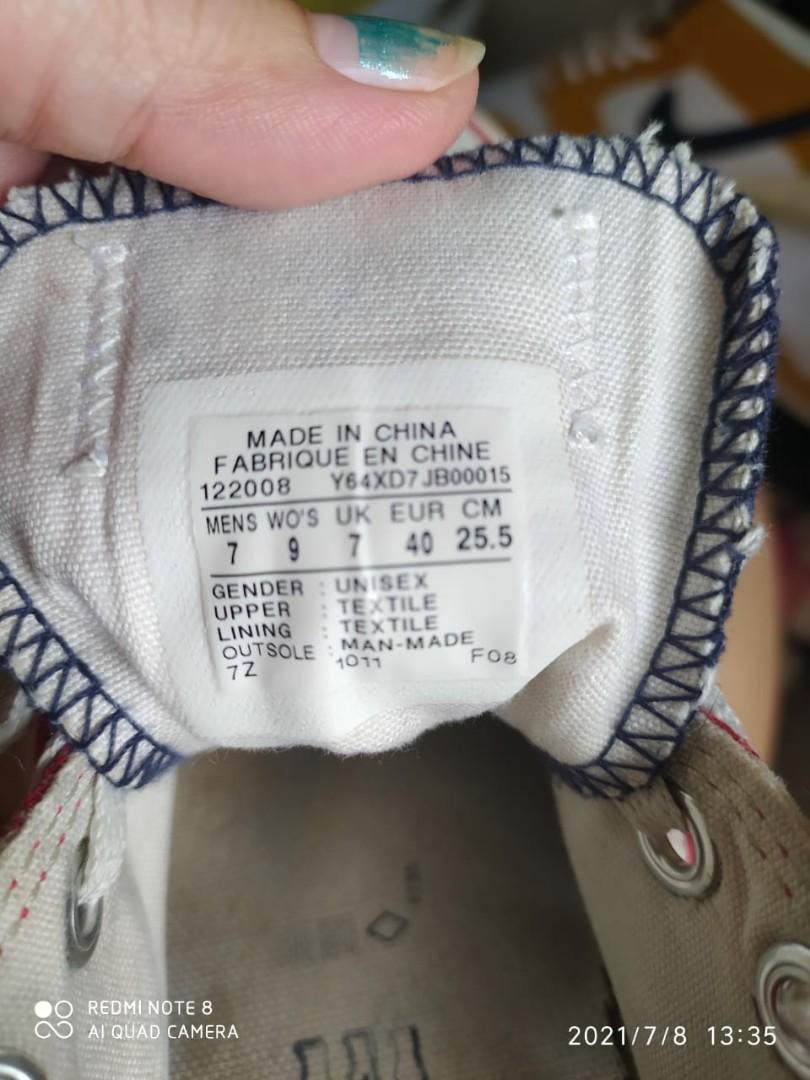 MADE IN CHINA
FABRIQUE EN CHINE
122008 Y64XD7JB00015
MENS WO'S UK EUR CM
7 9 7 40 25.5
GENDER : UNISEX
UPPER : TEXTILE
LINING : TEXTILE
OUTSOLE : MAN-MADE
7Z 1011 F08
REDMI NOTE 8
AI QUAD CAMERA
2021/7/8 13:35